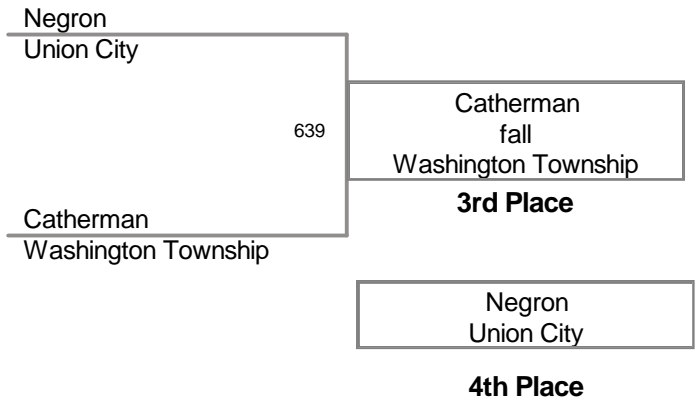 Negron
Union City
639
Catherman
fall
Washington Township
3rd Place
Catherman
Washington Township
Negron
Union City
4th Place